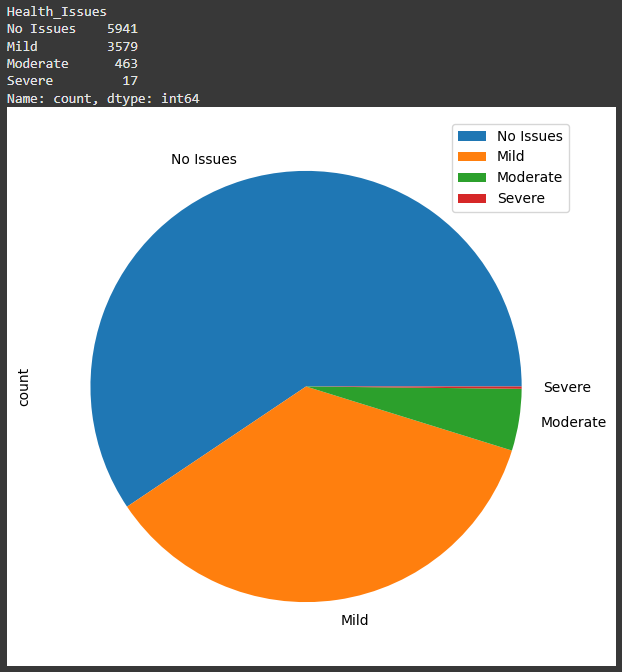 Health_Issues
No Issues    5941
Mild         3579
Moderate      463
Severe         17
Name: count, dtype: int64
No Issues
Mild
Moderate
Severe
No Issues
count
Severe
Moderate
Mild